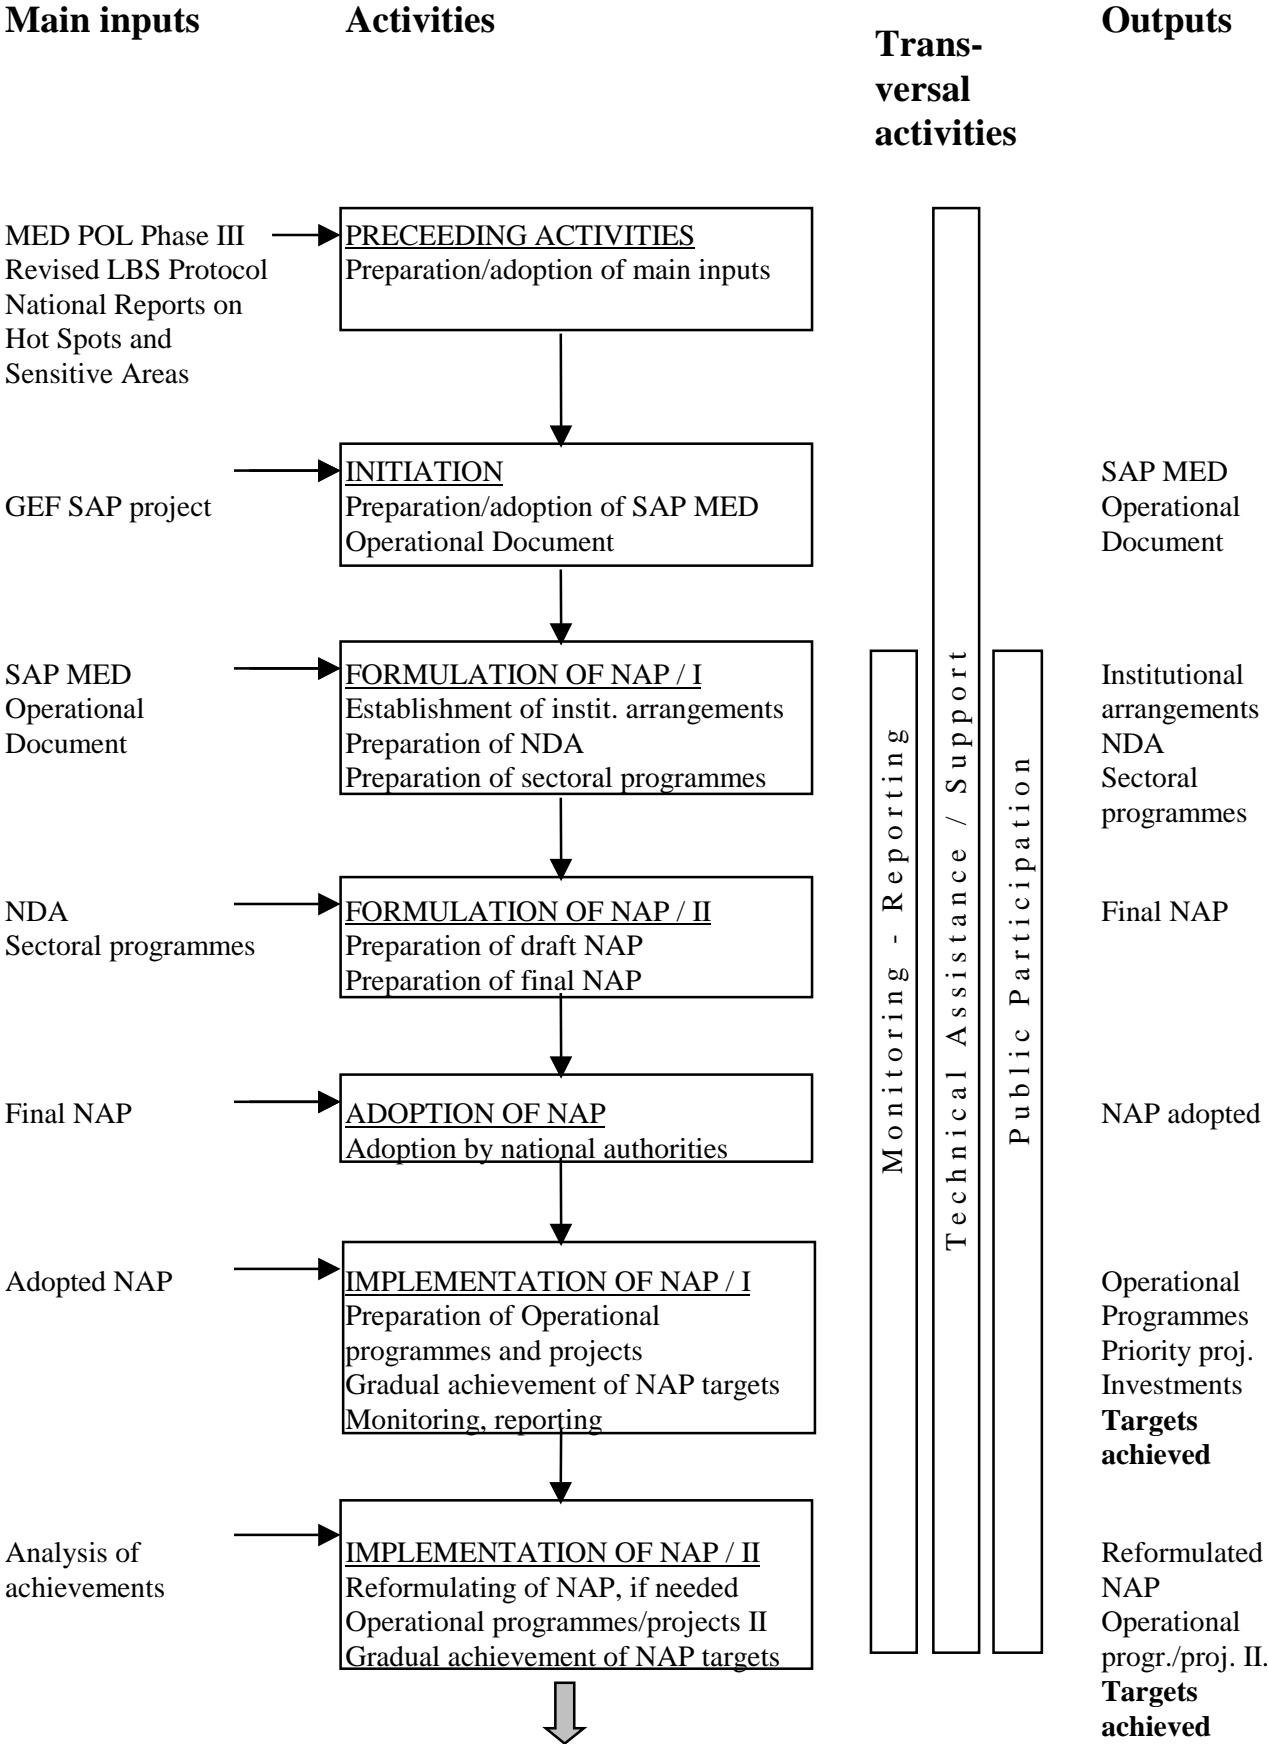 Main inputs
Activities
Trans-
versal
activities
Outputs
MED POL Phase III
Revised LBS Protocol
National Reports on
Hot Spots and
Sensitive Areas
PRECEEDING ACTIVITIES
Preparation/adoption of main inputs
GEF SAP project
INITIATION
Preparation/adoption of SAP MED
Operational Document
SAP MED
Operational
Document
SAP MED
Operational
Document
FORMULATION OF NAP / I
Establishment of instit. arrangements
Preparation of NDA
Preparation of sectoral programmes
Institutional
arrangements
NDA
Sectoral
programmes
NDA
Sectoral programmes
FORMULATION OF NAP / II
Preparation of draft NAP
Preparation of final NAP
Final NAP
Final NAP
ADOPTION OF NAP
Adoption by national authorities
NAP adopted
Adopted NAP
IMPLEMENTATION OF NAP / I
Preparation of Operational
programmes and projects
Gradual achievement of NAP targets
Monitoring, reporting
Operational
Programmes
Priority proj.
Investments
Targets
achieved
Analysis of
achievements
IMPLEMENTATION OF NAP / II
Reformulating of NAP, if needed
Operational programmes/projects II
Gradual achievement of NAP targets
Reformulated
NAP
Operational
progr./proj. II.
Targets
achieved
Monitoring - Reporting
Technical Assistance / Support
Public Participation